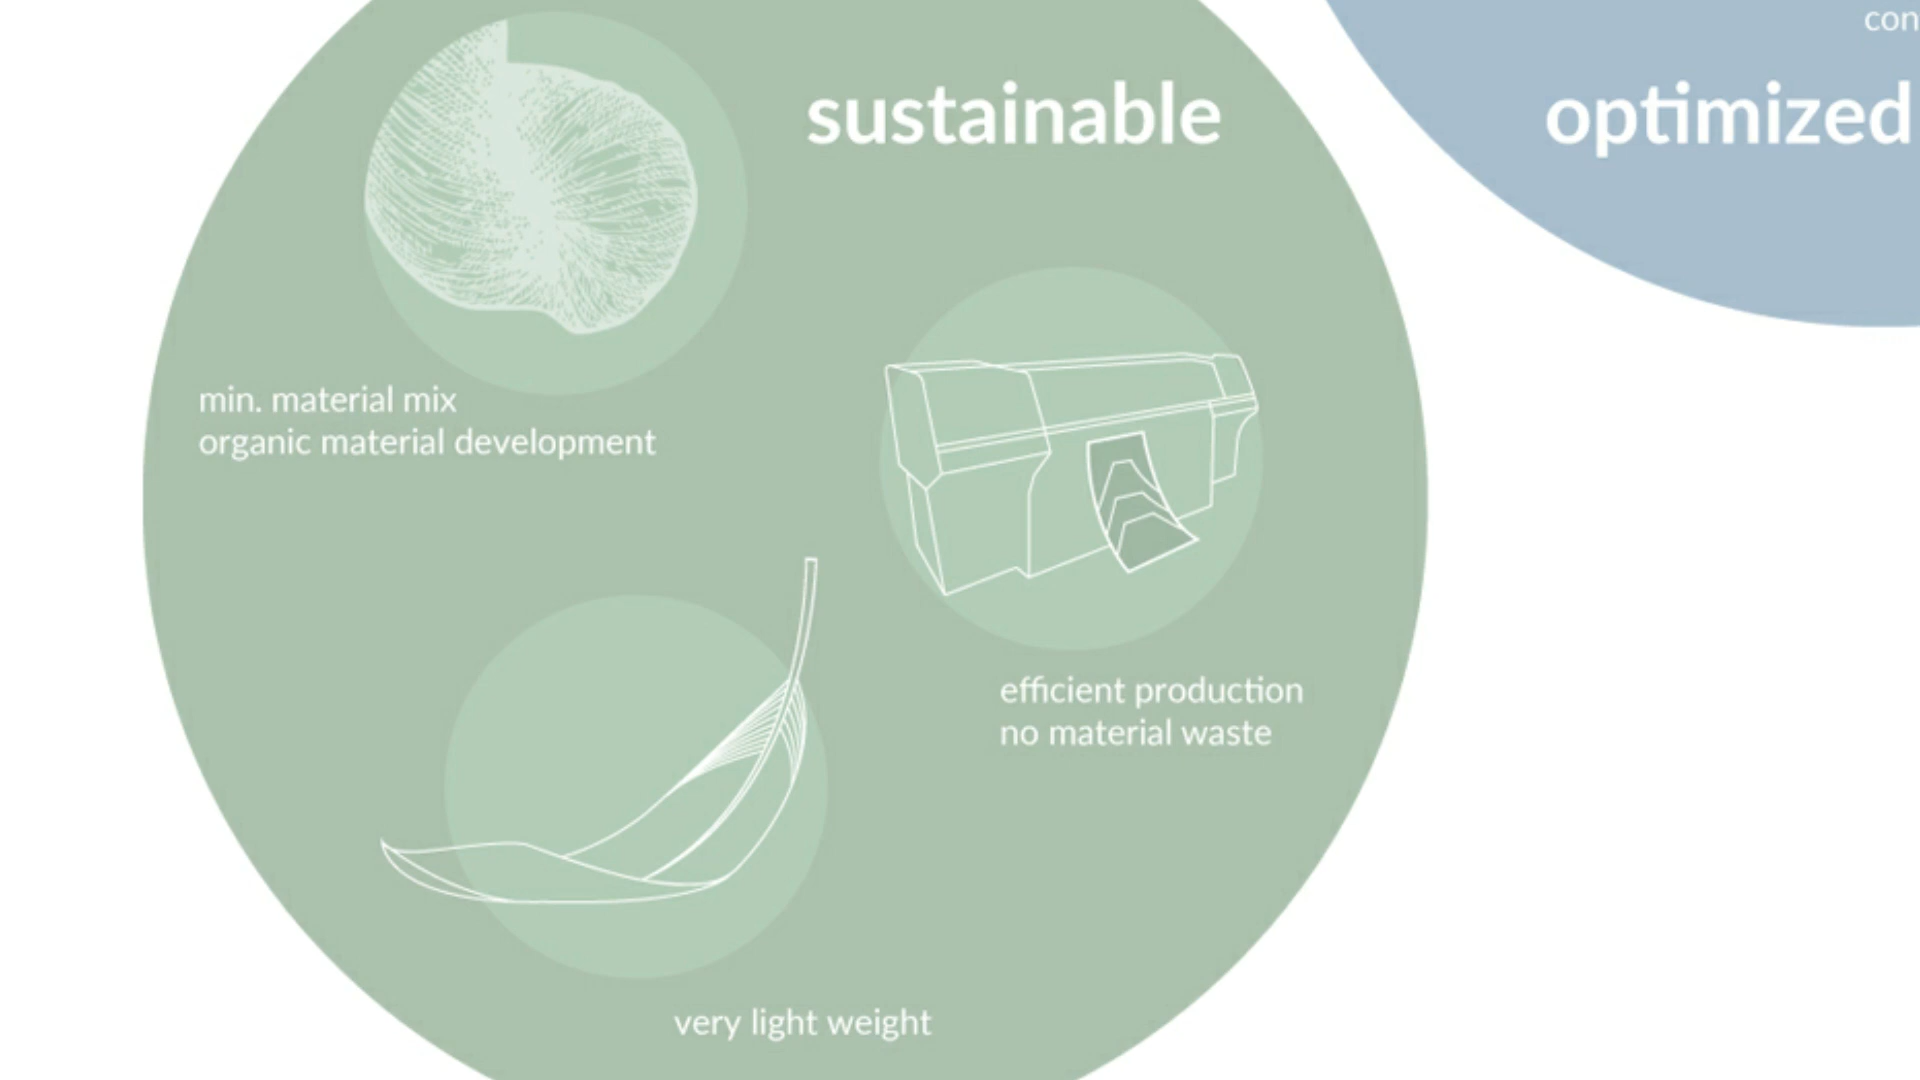 sustainable
optimized
min. material mix
organic material development
efficient production
no material waste
very light weight